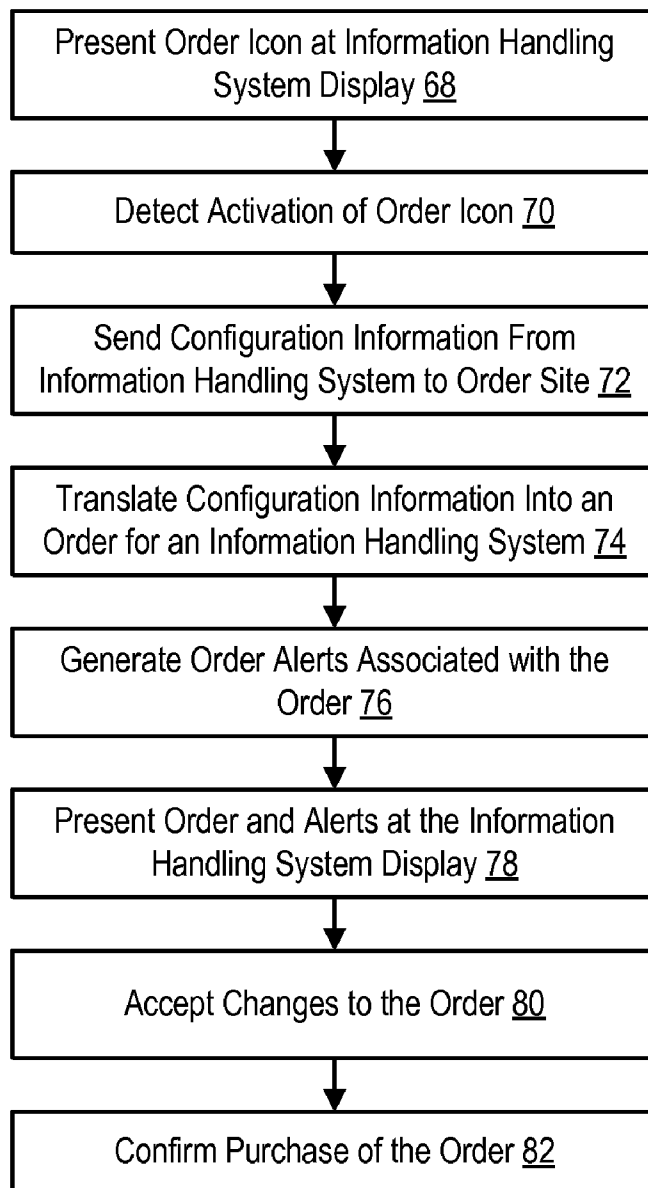 Present Order Icon at Information Handling
System Display 68
Detect Activation of Order Icon 70
Send Configuration Information From
Information Handling System to Order Site 72
Translate Configuration Information Into an
Order for an Information Handling System 74
Generate Order Alerts Associated with the
Order 76
Present Order and Alerts at the Information
Handling System Display 78
Accept Changes to the Order 80
Confirm Purchase of the Order 82